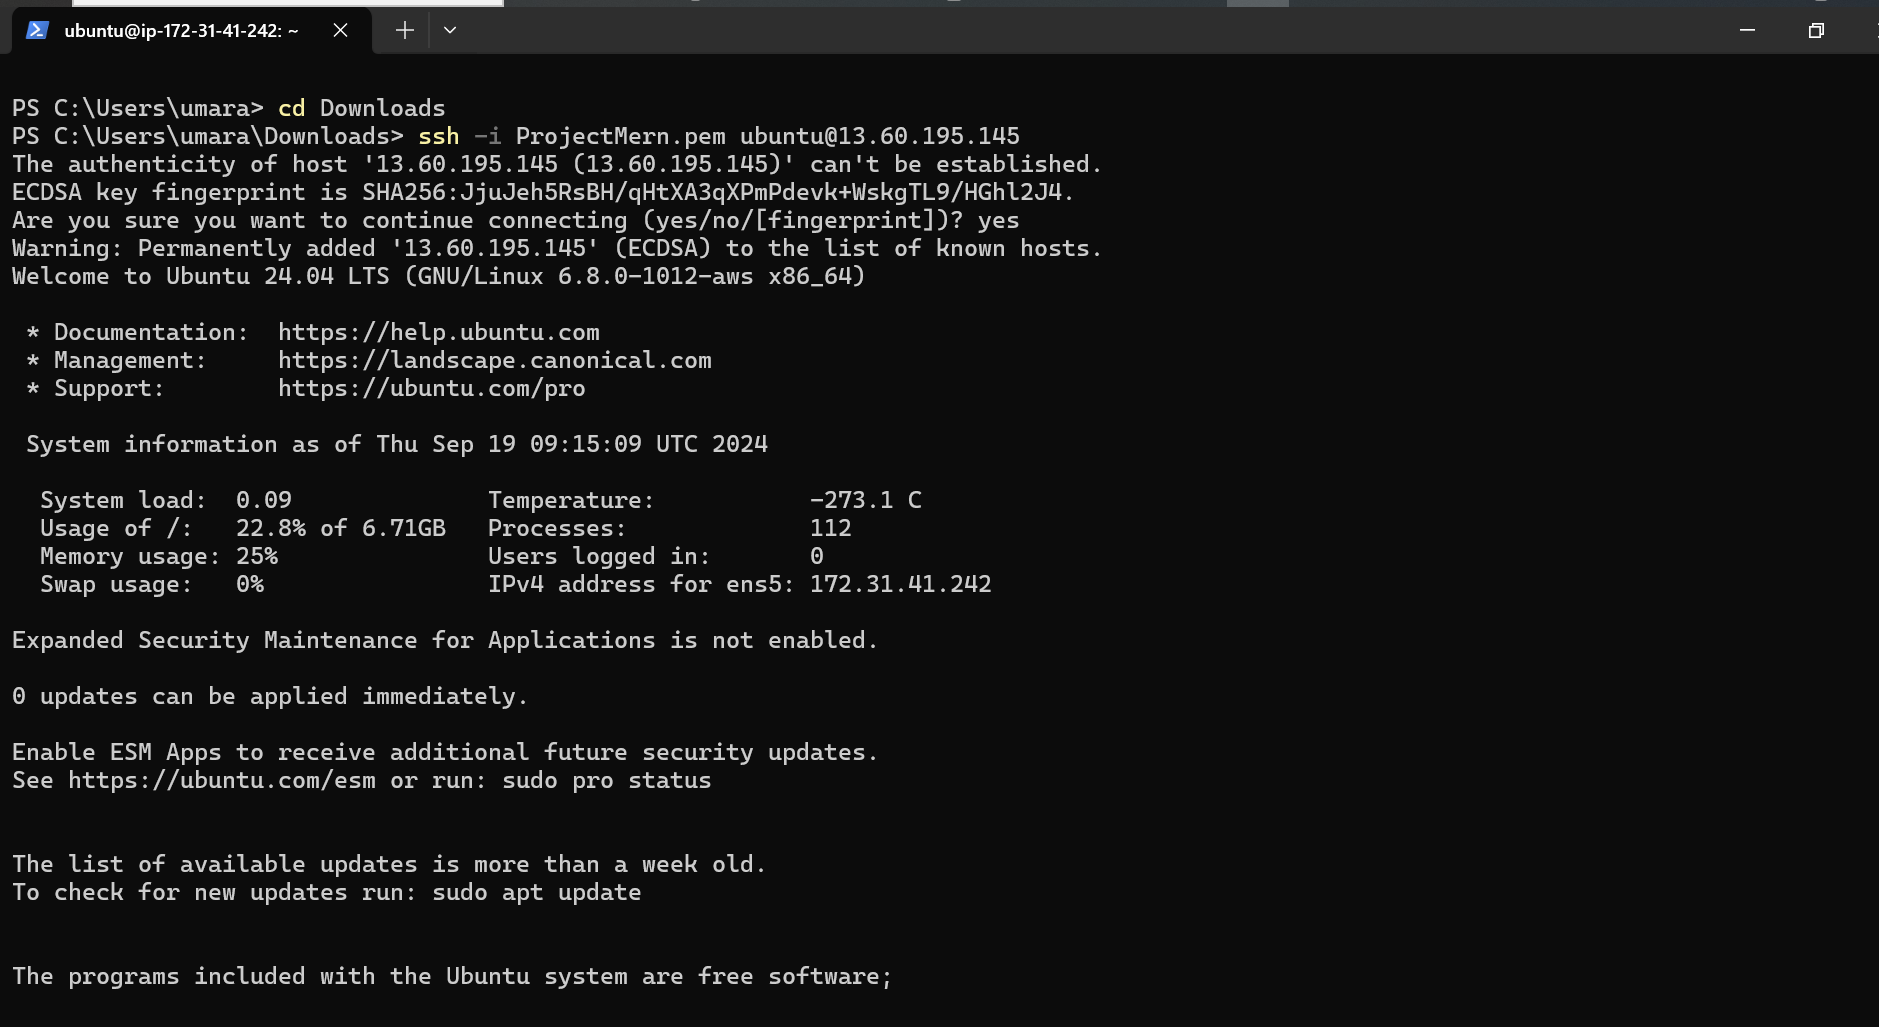 ubuntu@ip-172-31-41-242: ~
PS C:\Users\umara> cd Downloads
PS C:\Users\umara\Downloads> ssh -i ProjectMern.pem ubuntu@13.60.195.145
The authenticity of host '13.60.195.145 (13.60.195.145)' can't be established.
ECDSA key fingerprint is SHA256:JjuJeh5RsBH/qHtXA3qXPmPdevk+WskgTL9/HGhl2J4.
Are you sure you want to continue connecting (yes/no/[fingerprint])? yes
Warning: Permanently added '13.60.195.145' (ECDSA) to the list of known hosts.
Welcome to Ubuntu 24.04 LTS (GNU/Linux 6.8.0-1012-aws x86_64)
* Documentation:  https://help.ubuntu.com
* Management:     https://landscape.canonical.com
* Support:        https://ubuntu.com/pro
System information as of Thu Sep 19 09:15:09 UTC 2024
System load:  0.09              Temperature:           -273.1 C
Usage of /:   22.8% of 6.71GB   Processes:             112
Memory usage: 25%               Users logged in:       0
Swap usage:   0%                IPv4 address for ens5: 172.31.41.242
Expanded Security Maintenance for Applications is not enabled.
0 updates can be applied immediately.
Enable ESM Apps to receive additional future security updates.
See https://ubuntu.com/esm or run: sudo pro status
The list of available updates is more than a week old.
To check for new updates run: sudo apt update
The programs included with the Ubuntu system are free software;